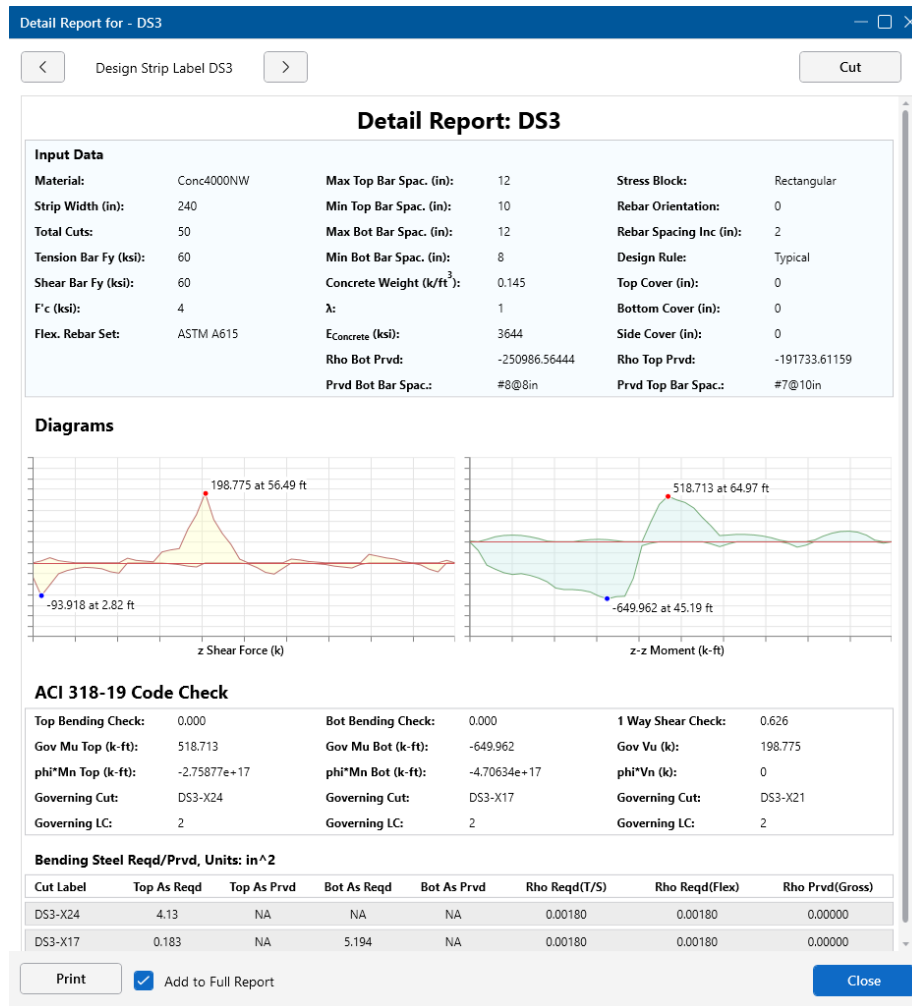 Detail Report for - DS3
< Design Strip Label DS3 > Cut
Detail Report: DS3
Input Data
Material: Conc4000NW Max Top Bar Spac. (in): 12 Stress Block: Rectangular
Strip Width (in): 240 Min Top Bar Spac. (in): 10 Rebar Orientation: 0
Total Cuts: 50 Max Bot Bar Spac. (in): 12 Rebar Spacing Inc (in): 2
Tension Bar Fy (ksi): 60 Min Bot Bar Spac. (in): 8 Design Rule: Typical
Shear Bar Fy (ksi): 60 Concrete Weight (k/ft³): 0.145 Top Cover (in): 0
F'c (ksi): 4 λ: 1 Bottom Cover (in): 0
Flex. Rebar Set: ASTM A615 EConcrete (ksi): 3644 Side Cover (in): 0
Rho Bot Prvd: -250986.56444 Rho Top Prvd: -191733.61159
Prvd Bot Bar Spac.: #8@8in Prvd Top Bar Spac.: #7@10in
Diagrams
198.775 at 56.49 ft 518.713 at 64.97 ft
-93.918 at 2.82 ft -649.962 at 45.19 ft
z Shear Force (k) z-z Moment (k-ft)
ACI 318-19 Code Check
Top Bending Check: 0.000 Bot Bending Check: 0.000 1 Way Shear Check: 0.626
Gov Mu Top (k-ft): 518.713 Gov Mu Bot (k-ft): -649.962 Gov Vu (k): 198.775
phi*Mn Top (k-ft): -2.75877e+17 phi*Mn Bot (k-ft): -4.70634e+17 phi*Vn (k): 0
Governing Cut: DS3-X24 Governing Cut: DS3-X17 Governing Cut: DS3-X21
Governing LC: 2 Governing LC: 2 Governing LC: 2
Bending Steel Reqd/Prvd, Units: in^2
Cut Label Top As Reqd Top As Prvd Bot As Reqd Bot As Prvd Rho Reqd(T/S) Rho Reqd(Flex) Rho Prvd(Gross)
DS3-X24 4.13 NA NA NA 0.00180 0.00180 0.00000
DS3-X17 0.183 NA 5.194 NA 0.00180 0.00180 0.00000
Print Add to Full Report Close